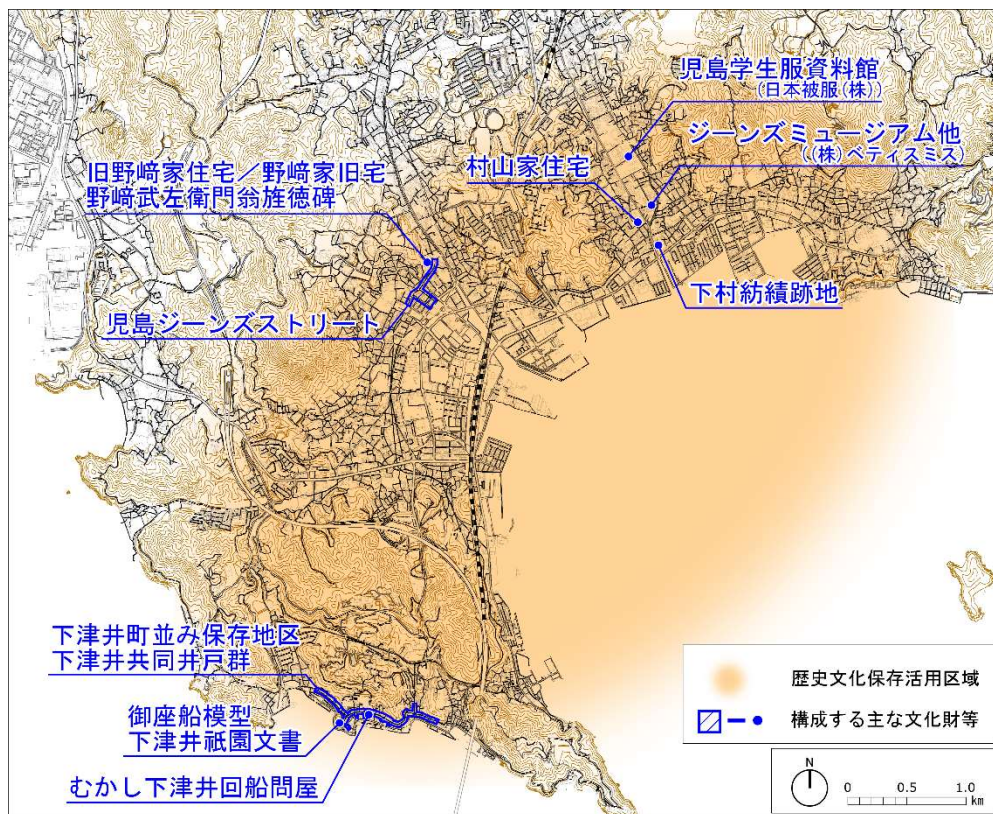 児島学生服資料館
(日本被服(株))
ジーンズミュージアム他
((株)ベティスミス)
旧野﨑家住宅／野﨑家旧宅
野﨑武左衛門翁旌徳碑
村山家住宅
下村紡績跡地
児島ジーンズストリート
下津井町並み保存地区
下津井共同井戸群
御座船模型
下津井祇園文書
むかし下津井回船問屋
歴史文化保存活用区域
構成する主な文化財等
N
0 0.5 1.0
km